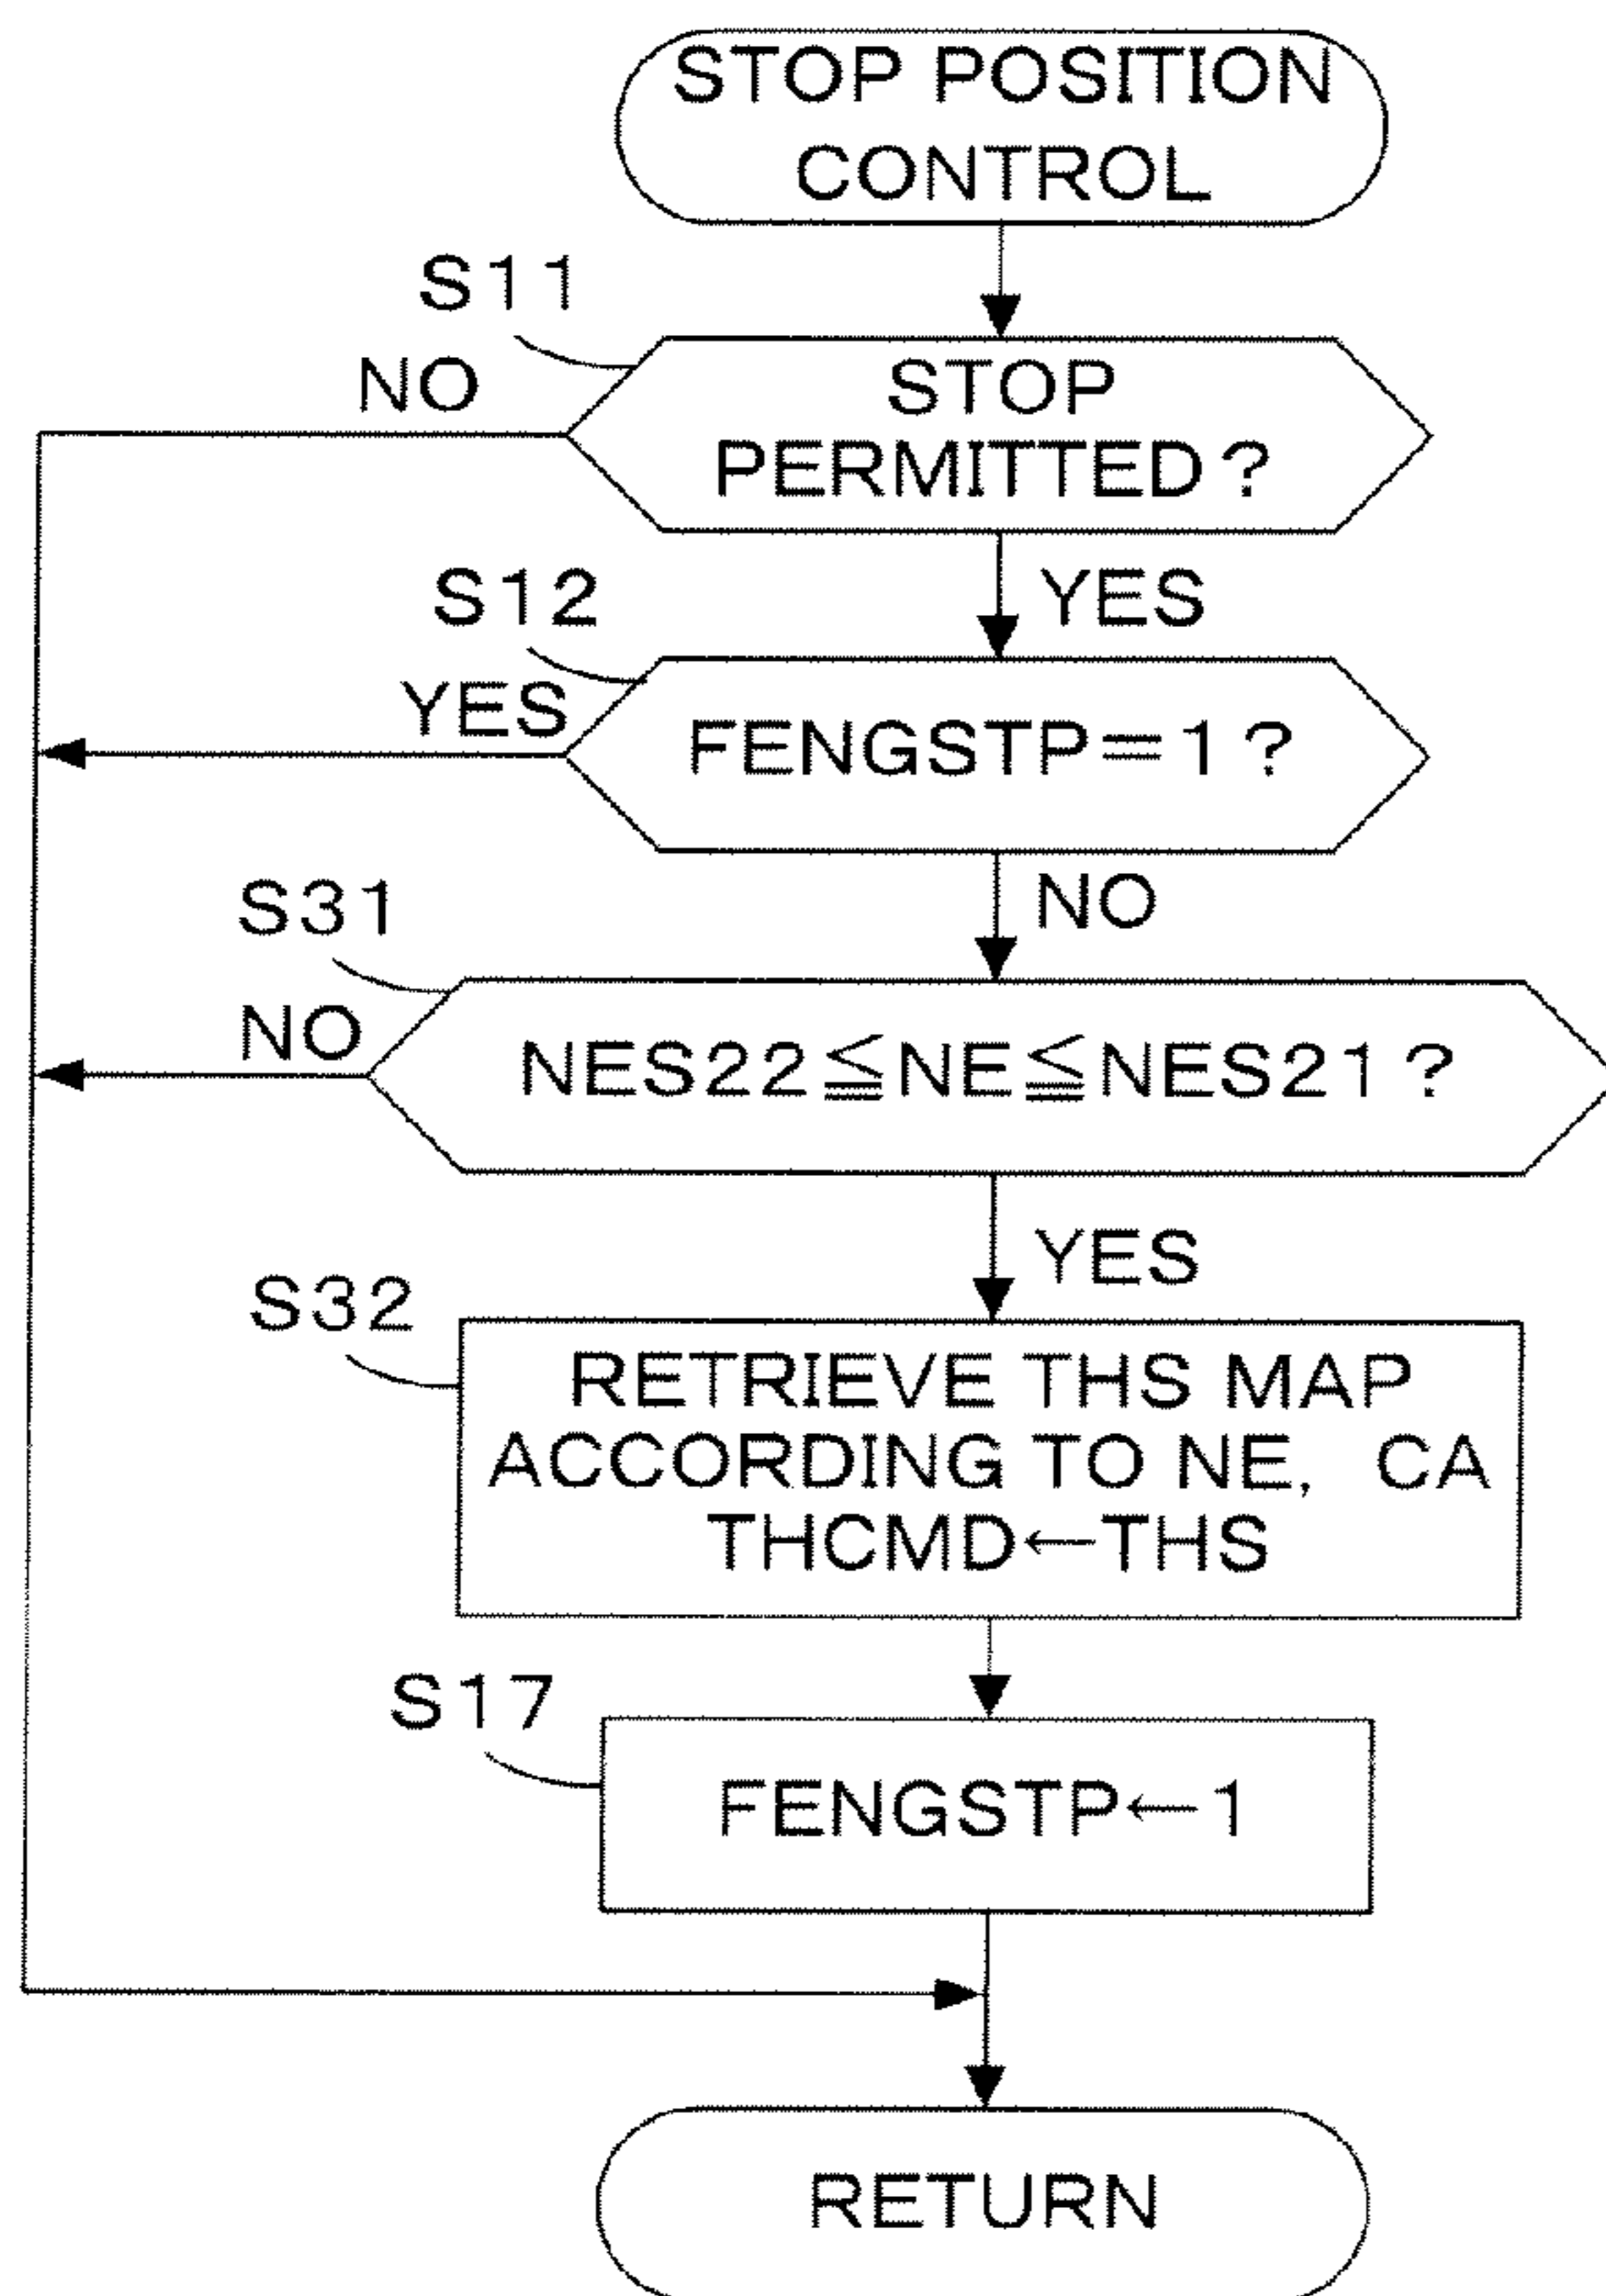 STOP POSITION
CONTROL
S11
NO
STOP
PERMITTED?
YES
S12
YES
FENGSTP=1?
NO
S31
NO
NES22≦NE≦NES21?
YES
S32
RETRIEVE THS MAP
ACCORDING TO NE, CA
THCMD←THS
S17
FENGSTP←1
RETURN